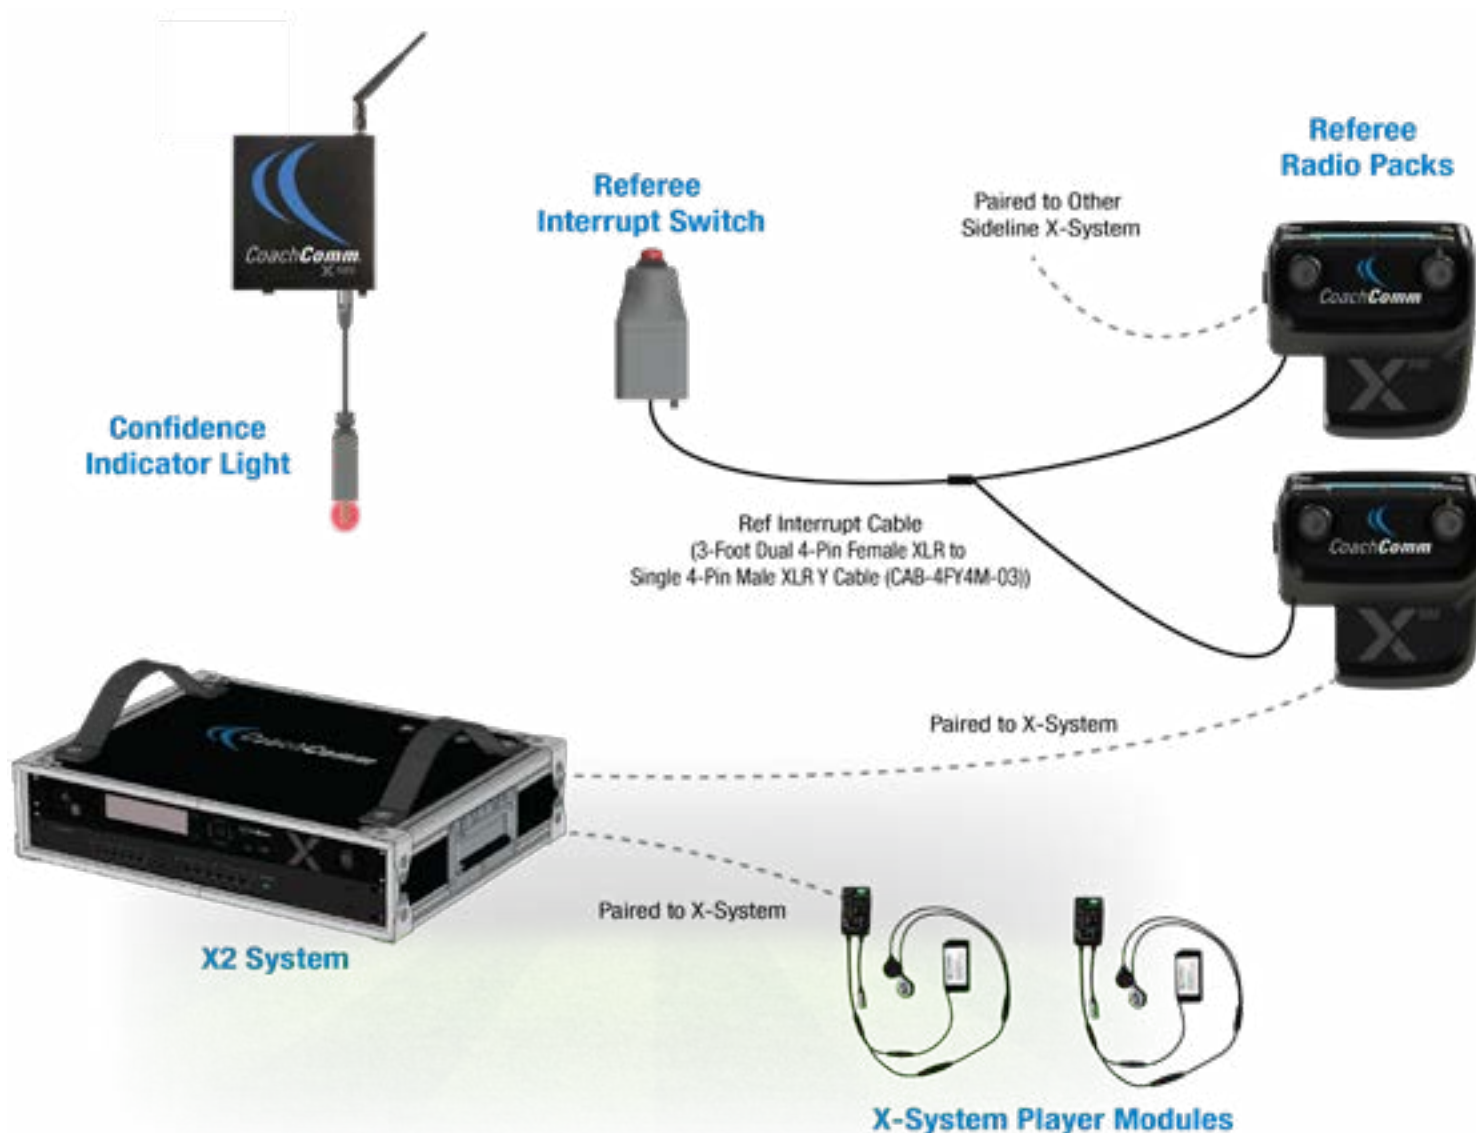 Referee
Radio Packs
Referee
Interrupt Switch
Paired to Other
Sideline X-System
CoachComm
X
CoachComm
X
Confidence
Indicator Light
Ref Interrupt Cable
(3-Foot Dual 4-Pin Female XLR to
Single 4-Pin Male XLR Y Cable (CAB-4FY4M-03))
CoachComm
X
Paired to X-System
CoachComm
X
Paired to X-System
X2 System
X-System Player Modules